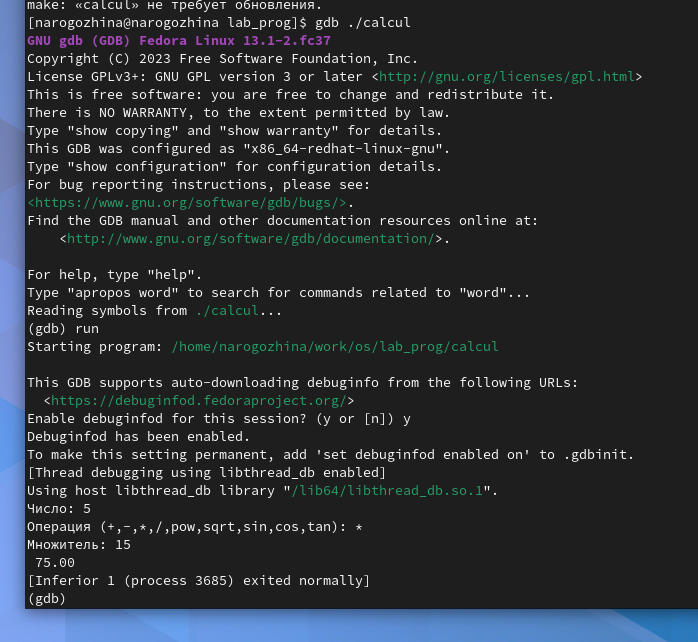 make: «calcul» не требует обновления.
[narogozhina@narogozhina lab_prog]$ gdb ./calcul
GNU gdb (GDB) Fedora Linux 13.1-2.fc37
Copyright (C) 2023 Free Software Foundation, Inc.
License GPLv3+: GNU GPL version 3 or later <http://gnu.org/licenses/gpl.html>
This is free software: you are free to change and redistribute it.
There is NO WARRANTY, to the extent permitted by law.
Type "show copying" and "show warranty" for details.
This GDB was configured as "x86_64-redhat-linux-gnu".
Type "show configuration" for configuration details.
For bug reporting instructions, please see:
<https://www.gnu.org/software/gdb/bugs/>.
Find the GDB manual and other documentation resources online at:
    <http://www.gnu.org/software/gdb/documentation/>.

For help, type "help".
Type "apropos word" to search for commands related to "word"...
Reading symbols from ./calcul...
(gdb) run
Starting program: /home/narogozhina/work/os/lab_prog/calcul

This GDB supports auto-downloading debuginfo from the following URLs:
  <https://debuginfod.fedoraproject.org/>
Enable debuginfod for this session? (y or [n]) y
Debuginfod has been enabled.
To make this setting permanent, add 'set debuginfod enabled on' to .gdbinit.
[Thread debugging using libthread_db enabled]
Using host libthread_db library "/lib64/libthread_db.so.1".
Число: 5
Операция (+,-,*,/,pow,sqrt,sin,cos,tan): *
Множитель: 15
 75.00
[Inferior 1 (process 3685) exited normally]
(gdb)